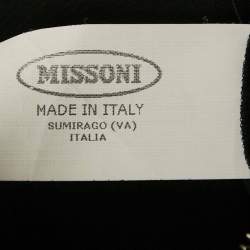 MISSONI
MADE IN ITALY
SUMIRAGO (VA)
ITALIA